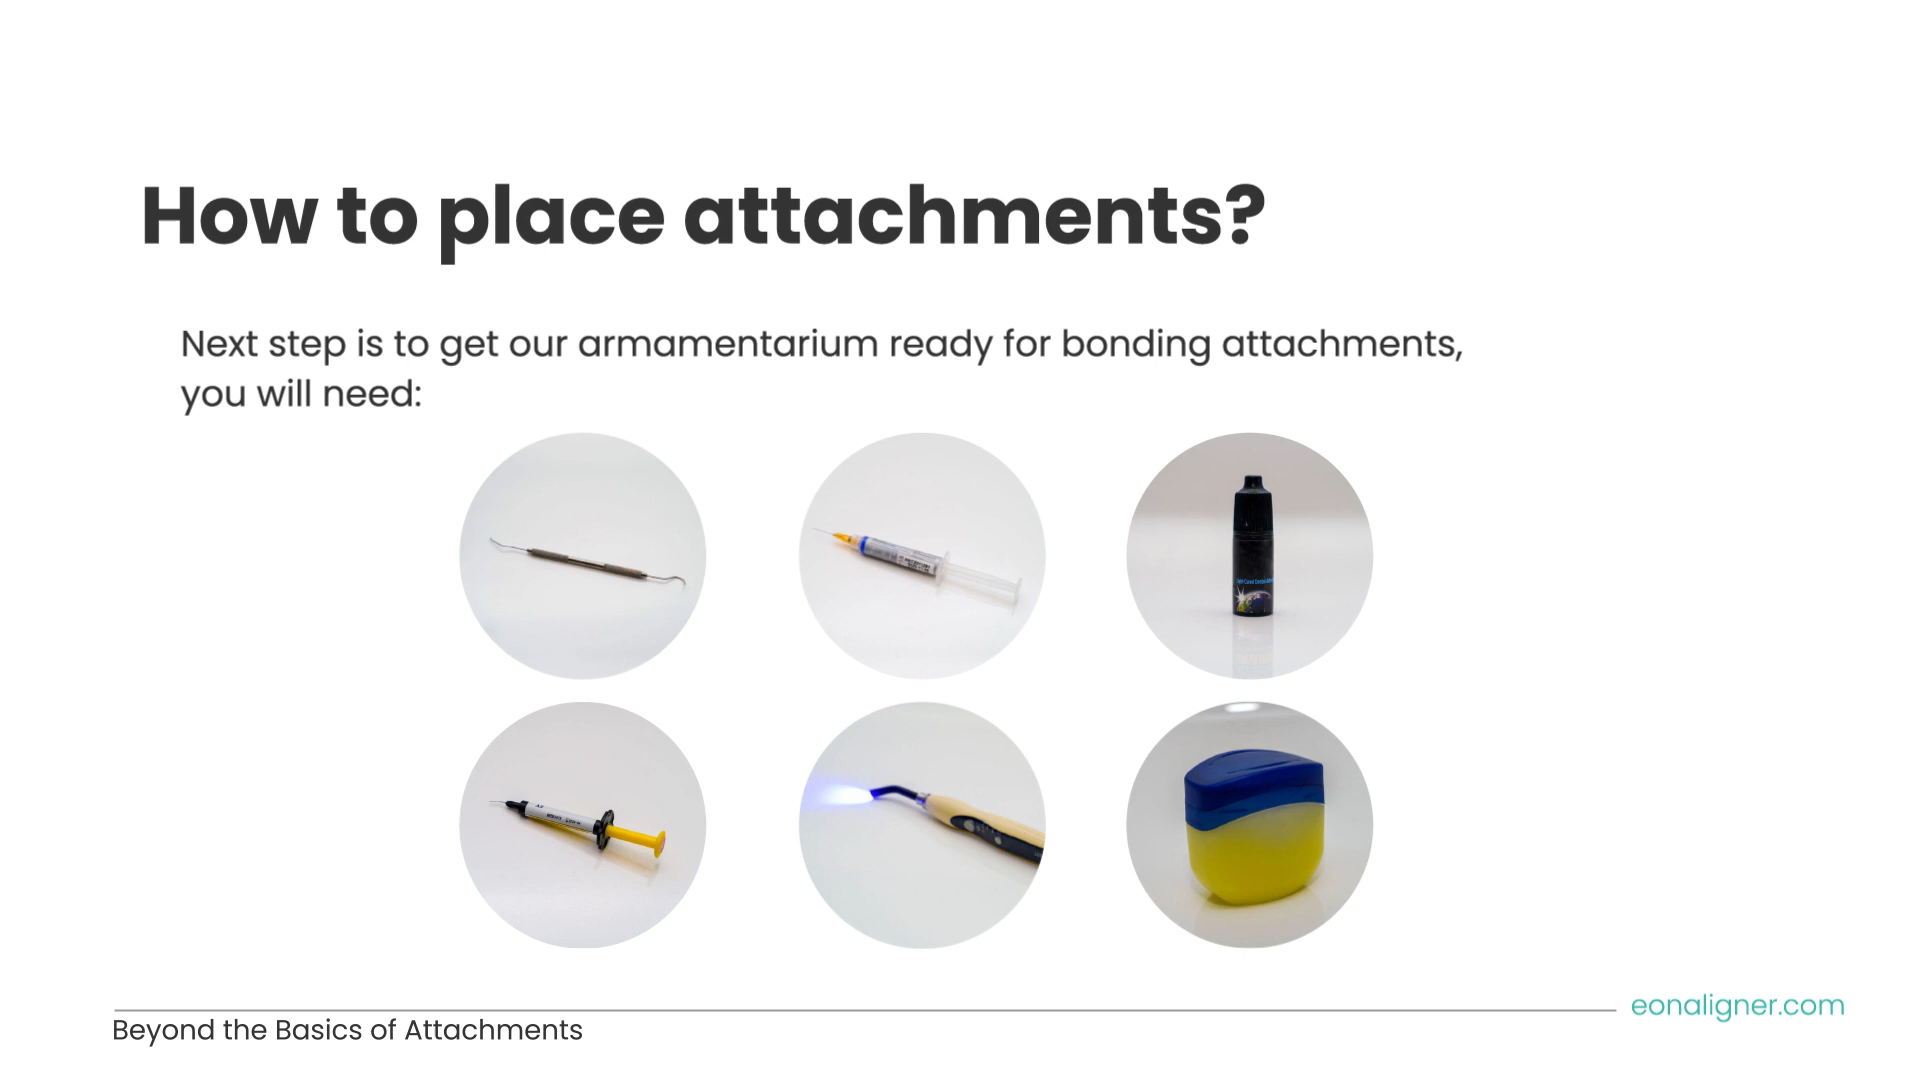 How to place attachments?
Next step is to get our armamentarium ready for bonding attachments,
you will need:
eonaligner.com
Beyond the Basics of Attachments